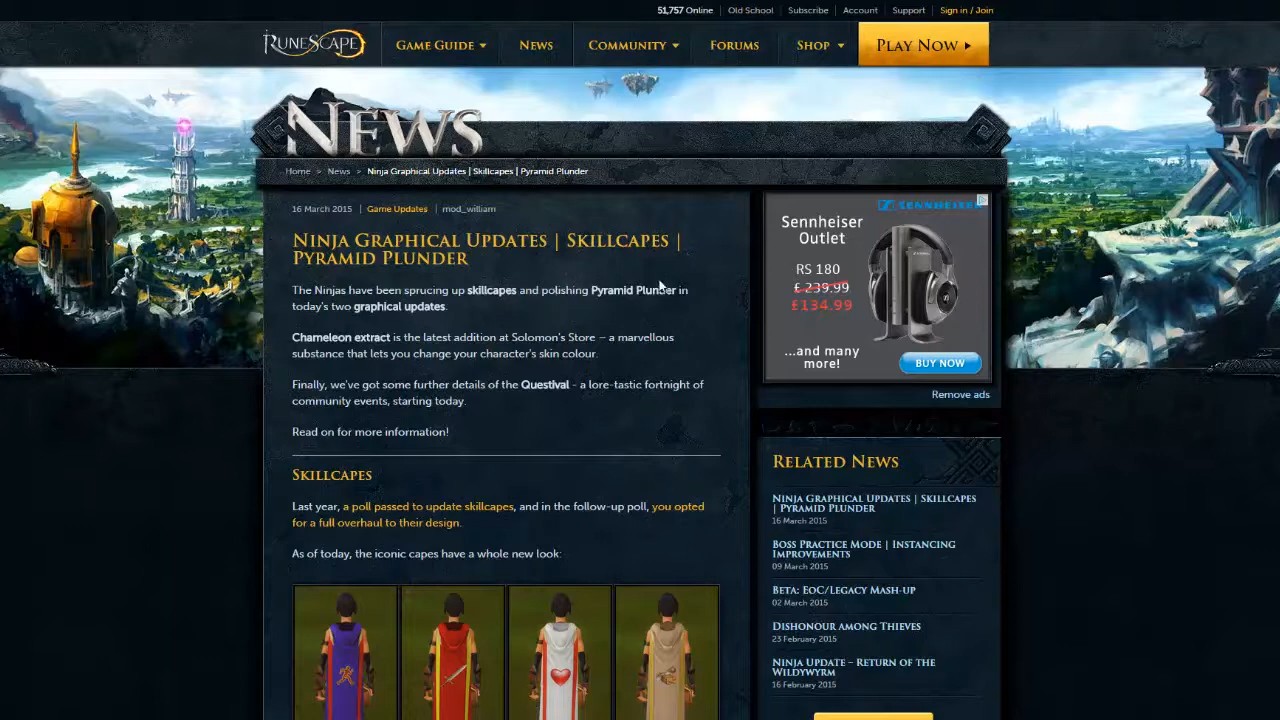 51,757 Online | Old School | Subscribe | Account | Support | Sign in / Join
RuneScape
Game Guide
News
Community
Forums
Shop
Play Now
News
Home > News > Ninja Graphical Updates | Skillcapes | Pyramid Plunder
16 March 2015 | Game Updates | mod_william
Ninja Graphical Updates | Skillcapes |
Pyramid Plunder
The Ninjas have been sprucing up skillcapes and polishing Pyramid Plunder in
today's two graphical updates.
Chameleon extract is the latest addition at Solomon's Store – a marvellous
substance that lets you change your character's skin colour.
Finally, we've got some further details of the Questival - a lore-tastic fortnight of
community events, starting today.
Read on for more information!
Skillcapes
Last year, a poll passed to update skillcapes, and in the follow-up poll, you opted
for a full overhaul to their design.
As of today, the iconic capes have a whole new look:
SENNHEISER
Sennheiser
Outlet
RS 180
£ 239.99
£134.99
...and many
more!
BUY NOW
Remove ads
Related News
Ninja Graphical Updates | Skillcapes
| Pyramid Plunder
16 March 2015
Boss Practice Mode | Instancing
Improvements
09 March 2015
Beta: EoC/Legacy Mash-up
02 March 2015
Dishonour among Thieves
23 February 2015
Ninja Update – Return of the
Wildywyrm
16 February 2015